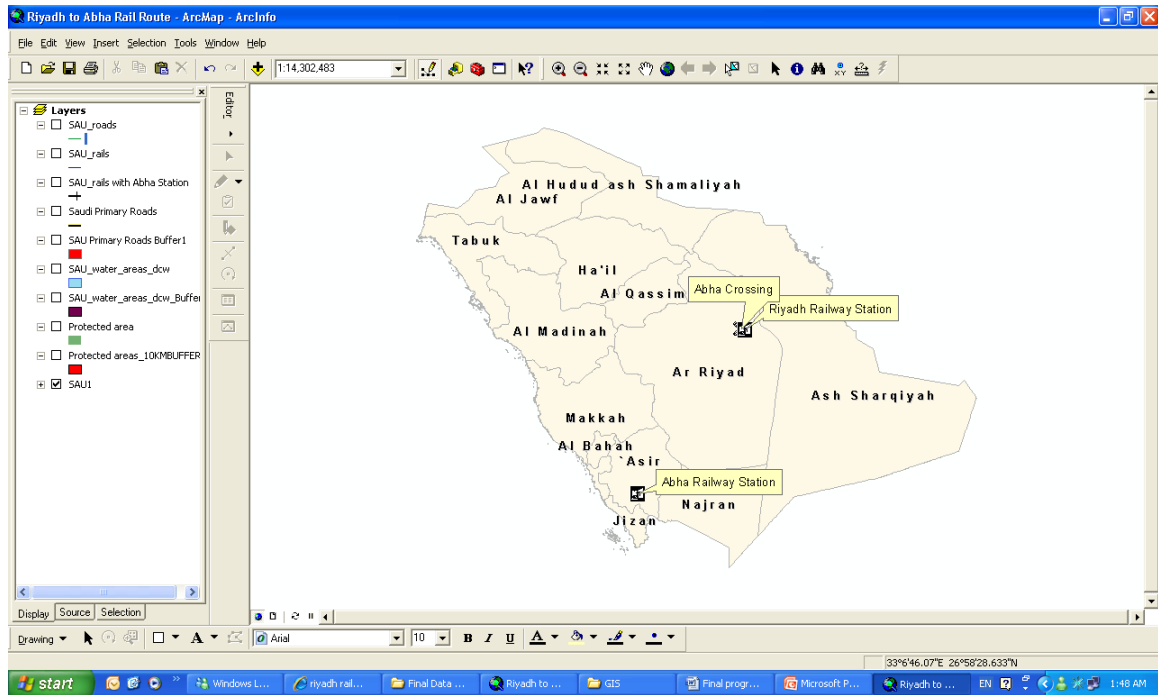 Riyadh to Abha Rail Route - ArcMap - ArcInfo
File Edit View Insert Selection Tools Window Help
1:14,302,483
Editor
Layers
SAU_roads
SAU_rails
SAU_rails with Abha Station
Saudi Primary Roads
SAU Primary Roads Buffer1
SAU_water_areas_dcw
SAU_water_areas_dcw_Buffer
Protected area
Protected areas_10KMBUFFER
SAU1
Al Hudud ash Shamaliyah
Al Jawf
Tabuk
Ha'il
Abha Crossing
Al Qassim
Riyadh Railway Station
Al Madinah
Ar Riyad
Ash Sharqiyah
Makkah
Al Bahah
`Asir
Abha Railway Station
Najran
Jizan
Display Source Selection
Drawing A Arial 10 B I U A
33°6'46.07"E 26°58'28.633"N
start Windows L... riyadh rail... Final Data ... Riyadh to ... GIS Final progr... Microsoft P... Riyadh to ... EN 1:48 AM